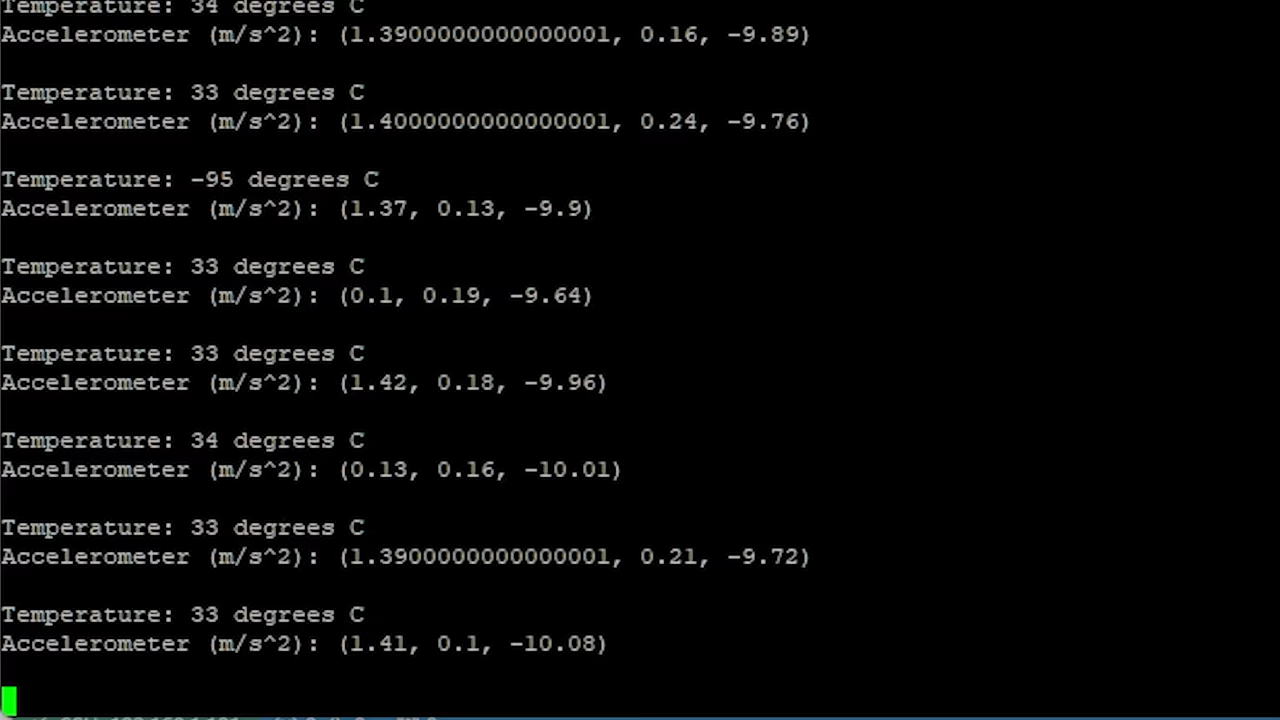 Temperature: 34 degrees C
Accelerometer (m/s^2): (1.3900000000000001, 0.16, -9.89)
Temperature: 33 degrees C
Accelerometer (m/s^2): (1.4000000000000001, 0.24, -9.76)
Temperature: -95 degrees C
Accelerometer (m/s^2): (1.37, 0.13, -9.9)
Temperature: 33 degrees C
Accelerometer (m/s^2): (0.1, 0.19, -9.64)
Temperature: 33 degrees C
Accelerometer (m/s^2): (1.42, 0.18, -9.96)
Temperature: 34 degrees C
Accelerometer (m/s^2): (0.13, 0.16, -10.01)
Temperature: 33 degrees C
Accelerometer (m/s^2): (1.3900000000000001, 0.21, -9.72)
Temperature: 33 degrees C
Accelerometer (m/s^2): (1.41, 0.1, -10.08)